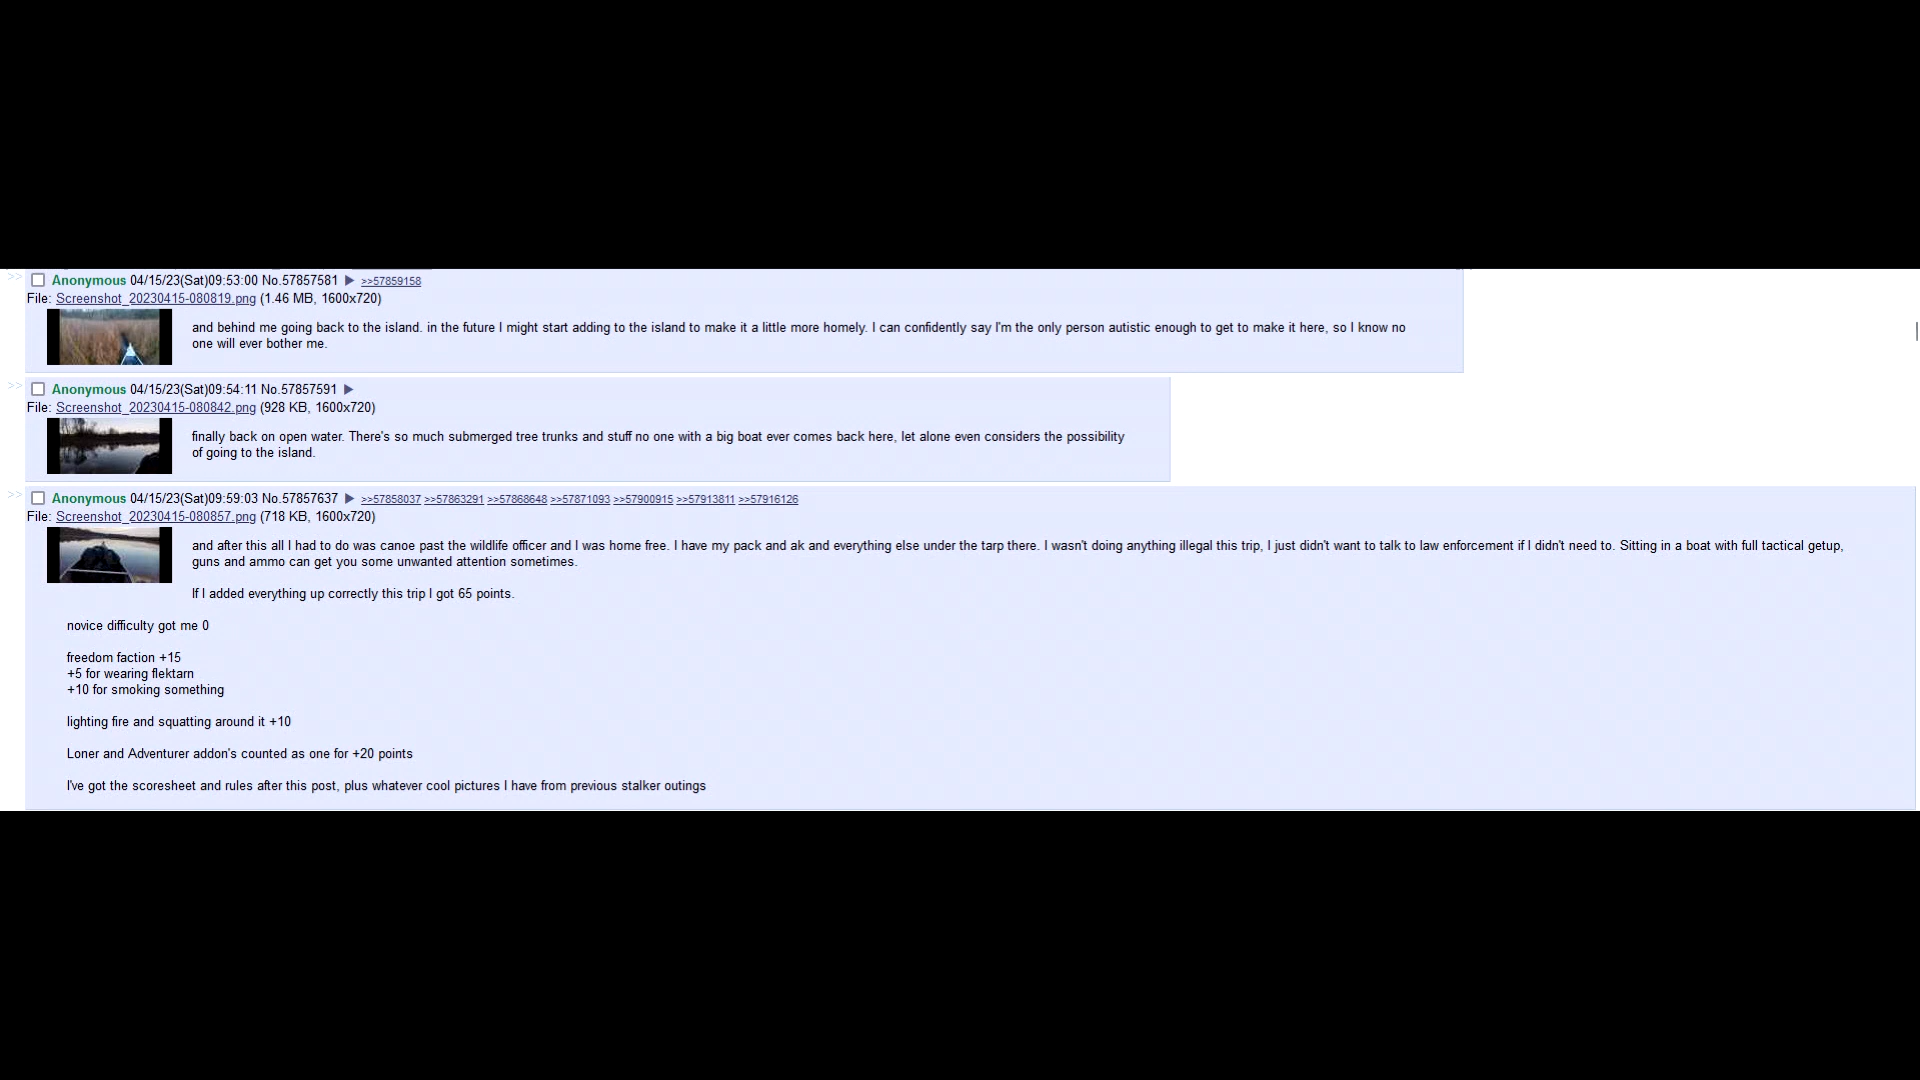 >> Anonymous 04/15/23(Sat)09:53:00 No.57857581 ▶ >>57859158
File: Screenshot_20230415-080819.png (1.46 MB, 1600x720)
and behind me going back to the island. in the future I might start adding to the island to make it a little more homely. I can confidently say I'm the only person autistic enough to get to make it here, so I know no
one will ever bother me.
>> Anonymous 04/15/23(Sat)09:54:11 No.57857591 ▶
File: Screenshot_20230415-080842.png (928 KB, 1600x720)
finally back on open water. There's so much submerged tree trunks and stuff no one with a big boat ever comes back here, let alone even considers the possibility
of going to the island.
>> Anonymous 04/15/23(Sat)09:59:03 No.57857637 ▶ >>57858037 >>57863291 >>57868648 >>57871093 >>57900915 >>57913811 >>57916126
File: Screenshot_20230415-080857.png (718 KB, 1600x720)
and after this all I had to do was canoe past the wildlife officer and I was home free. I have my pack and ak and everything else under the tarp there. I wasn't doing anything illegal this trip, I just didn't want to talk to law enforcement if I didn't need to. Sitting in a boat with full tactical getup,
guns and ammo can get you some unwanted attention sometimes.
If I added everything up correctly this trip I got 65 points.
novice difficulty got me 0
freedom faction +15
+5 for wearing flektarn
+10 for smoking something
lighting fire and squatting around it +10
Loner and Adventurer addon's counted as one for +20 points
I've got the scoresheet and rules after this post, plus whatever cool pictures I have from previous stalker outings